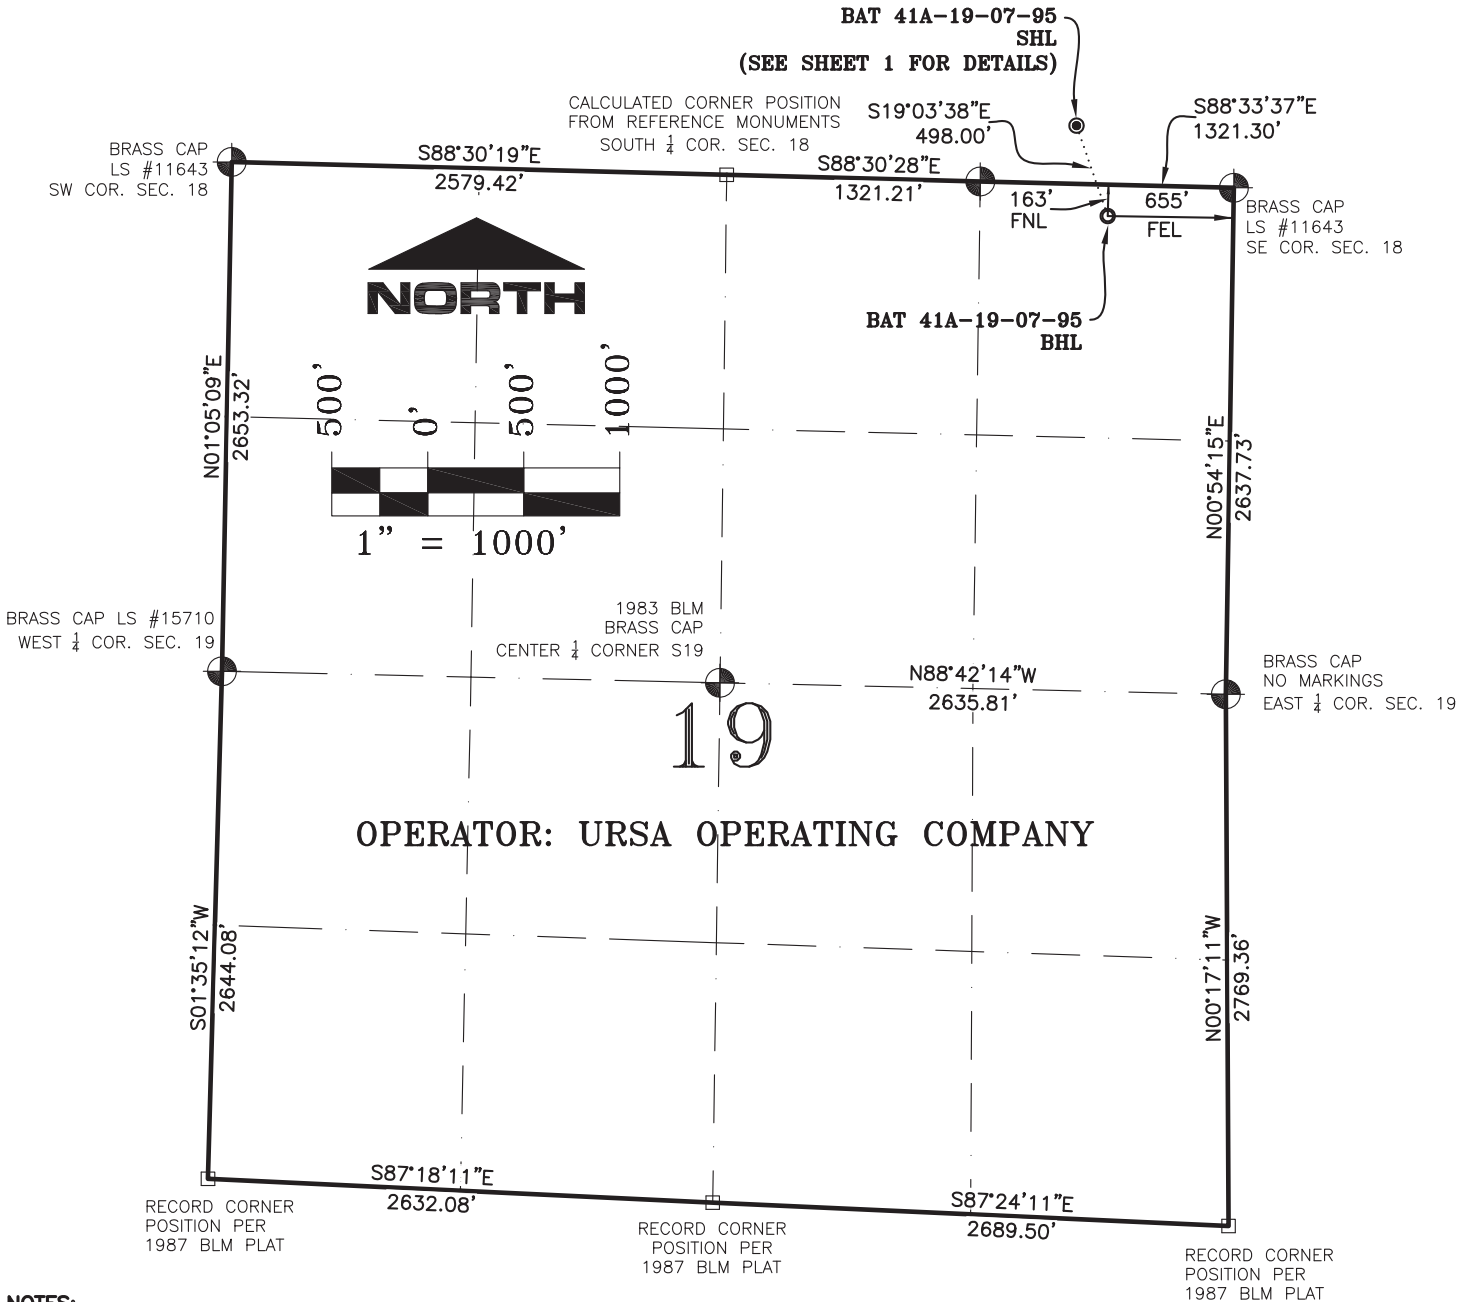 BAT 41A-19-07-95
SHL
(SEE SHEET 1 FOR DETAILS)
CALCULATED CORNER POSITION
FROM REFERENCE MONUMENTS
SOUTH 1/4 COR. SEC. 18
S19°03'38"E
498.00'
S88°33'37"E
1321.30'
BRASS CAP
LS #11643
SW COR. SEC. 18
S88°30'19"E
2579.42'
S88°30'28"E
1321.21'
163'
FNL
655'
FEL
BRASS CAP
LS #11643
SE COR. SEC. 18
NORTH
BAT 41A-19-07-95
BHL
N01°05'09"E
2653.32'
500'
0'
500'
1000'
1" = 1000'
N00°54'15"E
2637.73'
BRASS CAP LS #15710
WEST 1/4 COR. SEC. 19
1983 BLM
BRASS CAP
CENTER 1/4 CORNER S19
N88°42'14"W
2635.81'
BRASS CAP
NO MARKINGS
EAST 1/4 COR. SEC. 19
19
OPERATOR: URSA OPERATING COMPANY
S01°35'12"W
2644.08'
N00°17'11"W
2769.36'
S87°18'11"E
2632.08'
S87°24'11"E
2689.50'
RECORD CORNER
POSITION PER
1987 BLM PLAT
RECORD CORNER
POSITION PER
1987 BLM PLAT
RECORD CORNER
POSITION PER
1987 BLM PLAT
NOTES: